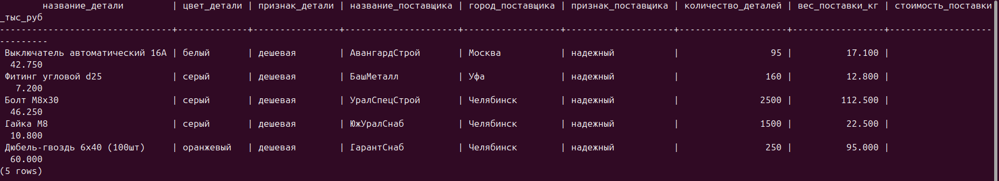 название_детали | цвет_детали | признак_детали | название_поставщика | город_поставщика | признак_поставщика | количество_деталей | вес_поставки_кг | стоимость_поставки
_тыс_руб
--------------------------------+-------------+----------------+---------------------+------------------+--------------------+--------------------+-----------------+-------------------
---------
Выключатель автоматический 16А | белый | дешевая | АвангардСтрой | Москва | надежный | 95 | 17.100 |
42.750
Фитинг угловой d25 | серый | дешевая | БашМеталл | Уфа | надежный | 160 | 12.800 |
7.200
Болт М8х30 | серый | дешевая | УралСпецСтрой | Челябинск | надежный | 2500 | 112.500 |
46.250
Гайка М8 | серый | дешевая | ЮжУралСнаб | Челябинск | надежный | 1500 | 22.500 |
10.800
Дюбель-гвоздь 6х40 (100шт) | оранжевый | дешевая | ГарантСнаб | Челябинск | надежный | 250 | 95.000 |
60.000
(5 rows)